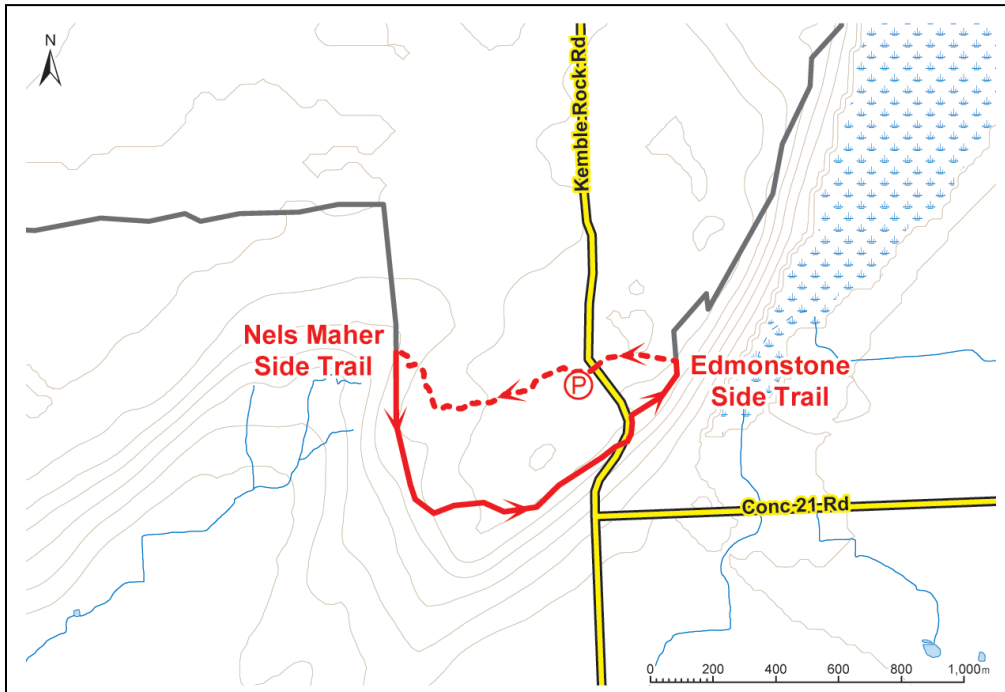 N
Kemble Rock Rd
Nels Maher
Side Trail
P
Edmonstone
Side Trail
Conc 21 Rd
0 200 400 600 800 1,000m